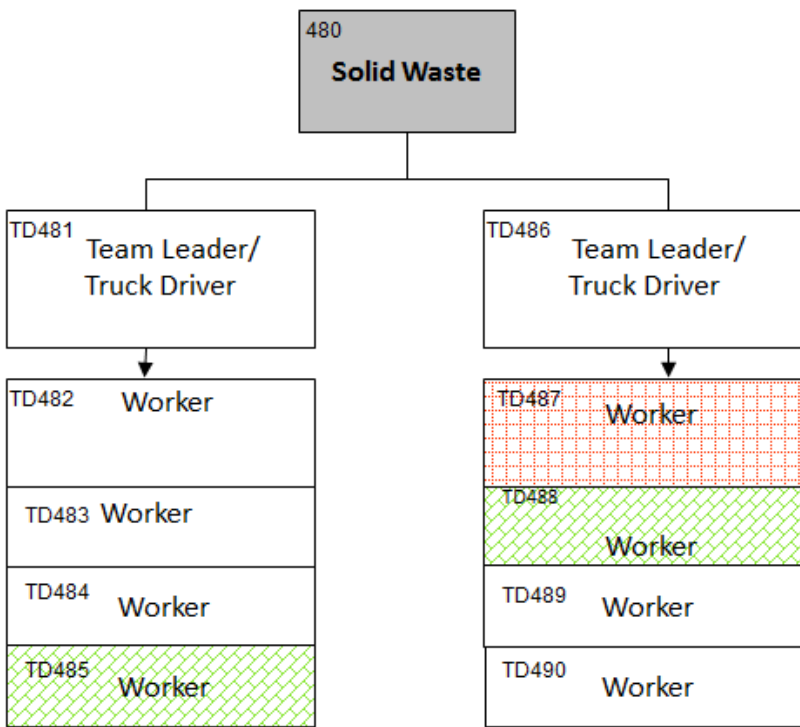 480
Solid Waste
TD481
Team Leader/
Truck Driver
TD486
Team Leader/
Truck Driver
TD482
Worker
TD483
Worker
TD484
Worker
TD485
Worker
TD487
Worker
TD488
Worker
TD489
Worker
TD490
Worker